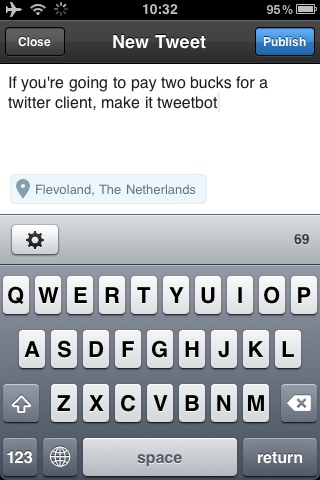 10:32
95%
Close
New Tweet
Publish
If you're going to pay two bucks for a
twitter client, make it tweetbot
Flevoland, The Netherlands
69
Q W E R T Y U I O P
A S D F G H J K L
Z X C V B N M
123
space
return